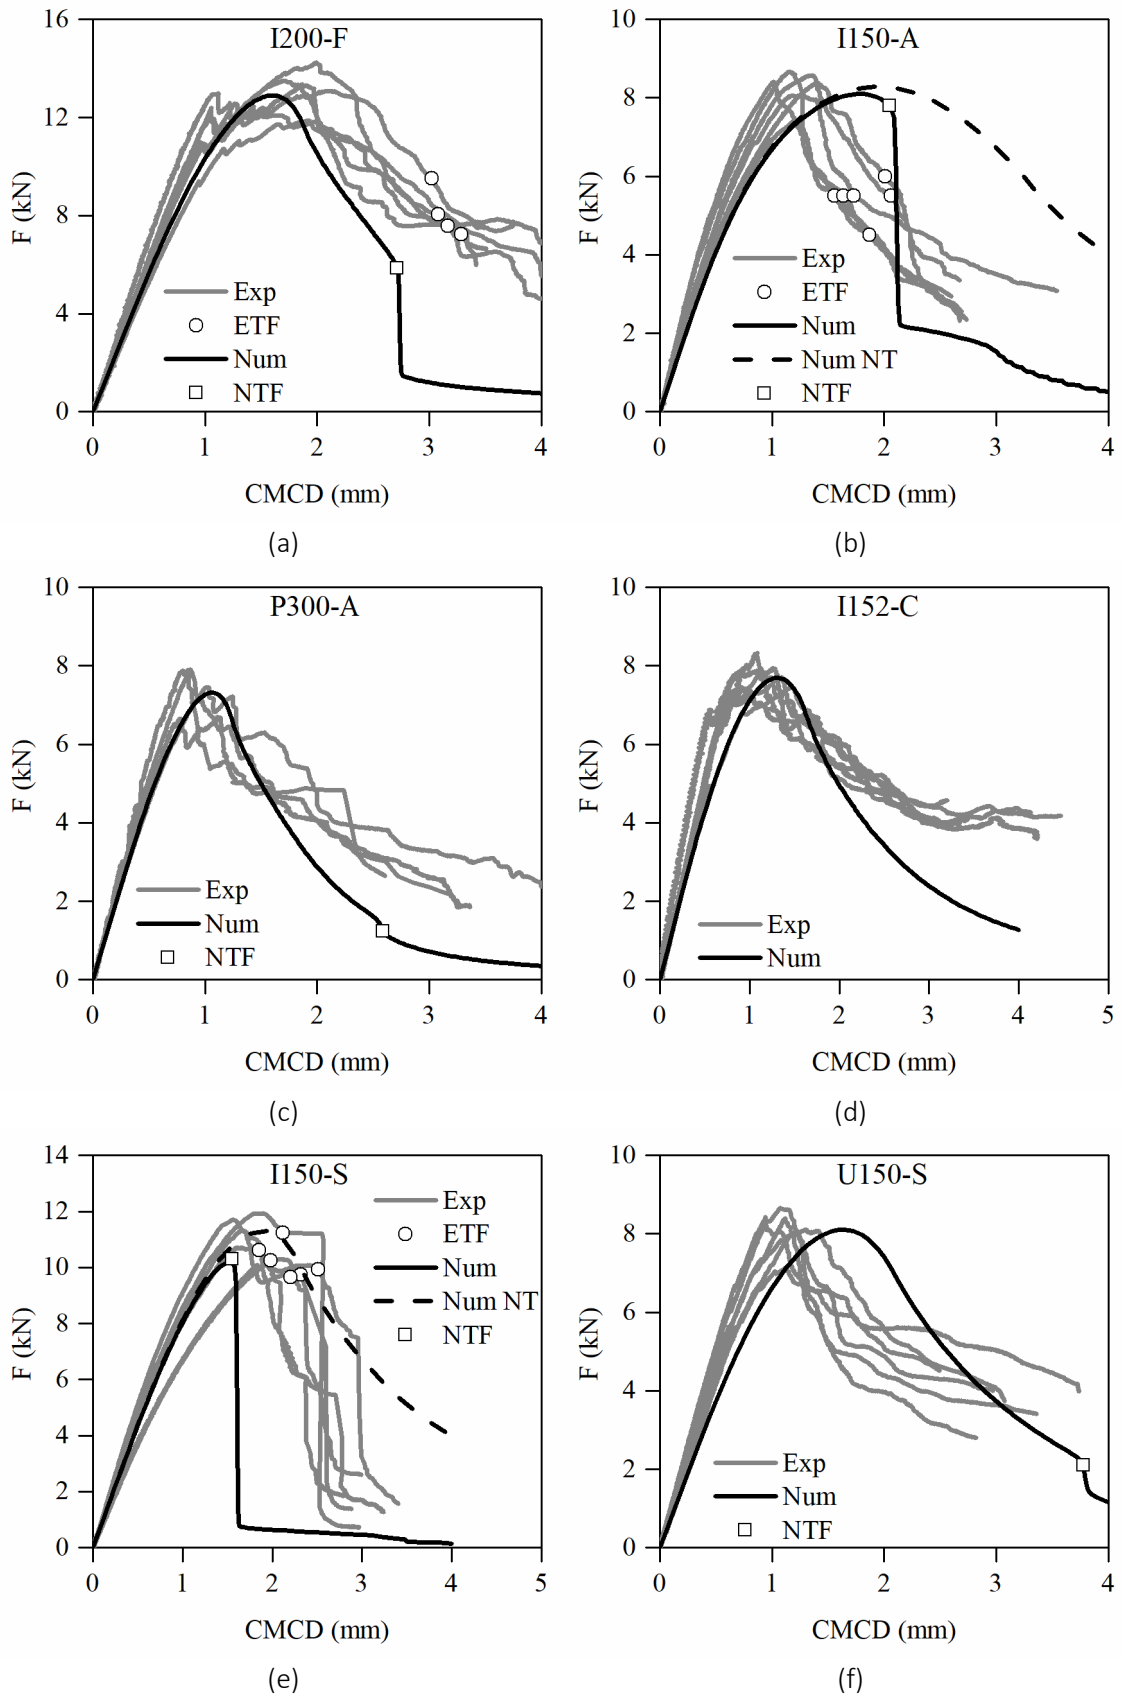 I200-F
16
12
8
4
0
F (kN)
Exp
ETF
Num
NTF
0 1 2 3 4
CMCD (mm)
(a)
I150-A
10
8
6
4
2
0
F (kN)
Exp
ETF
Num
Num NT
NTF
0 1 2 3 4
CMCD (mm)
(b)
P300-A
10
8
6
4
2
0
F (kN)
Exp
Num
NTF
0 1 2 3 4
CMCD (mm)
(c)
I152-C
10
8
6
4
2
0
F (kN)
Exp
Num
0 1 2 3 4 5
CMCD (mm)
(d)
I150-S
14
12
10
8
6
4
2
0
F (kN)
Exp
ETF
Num
Num NT
NTF
0 1 2 3 4 5
CMCD (mm)
(e)
U150-S
10
8
6
4
2
0
F (kN)
Exp
Num
NTF
0 1 2 3 4
CMCD (mm)
(f)